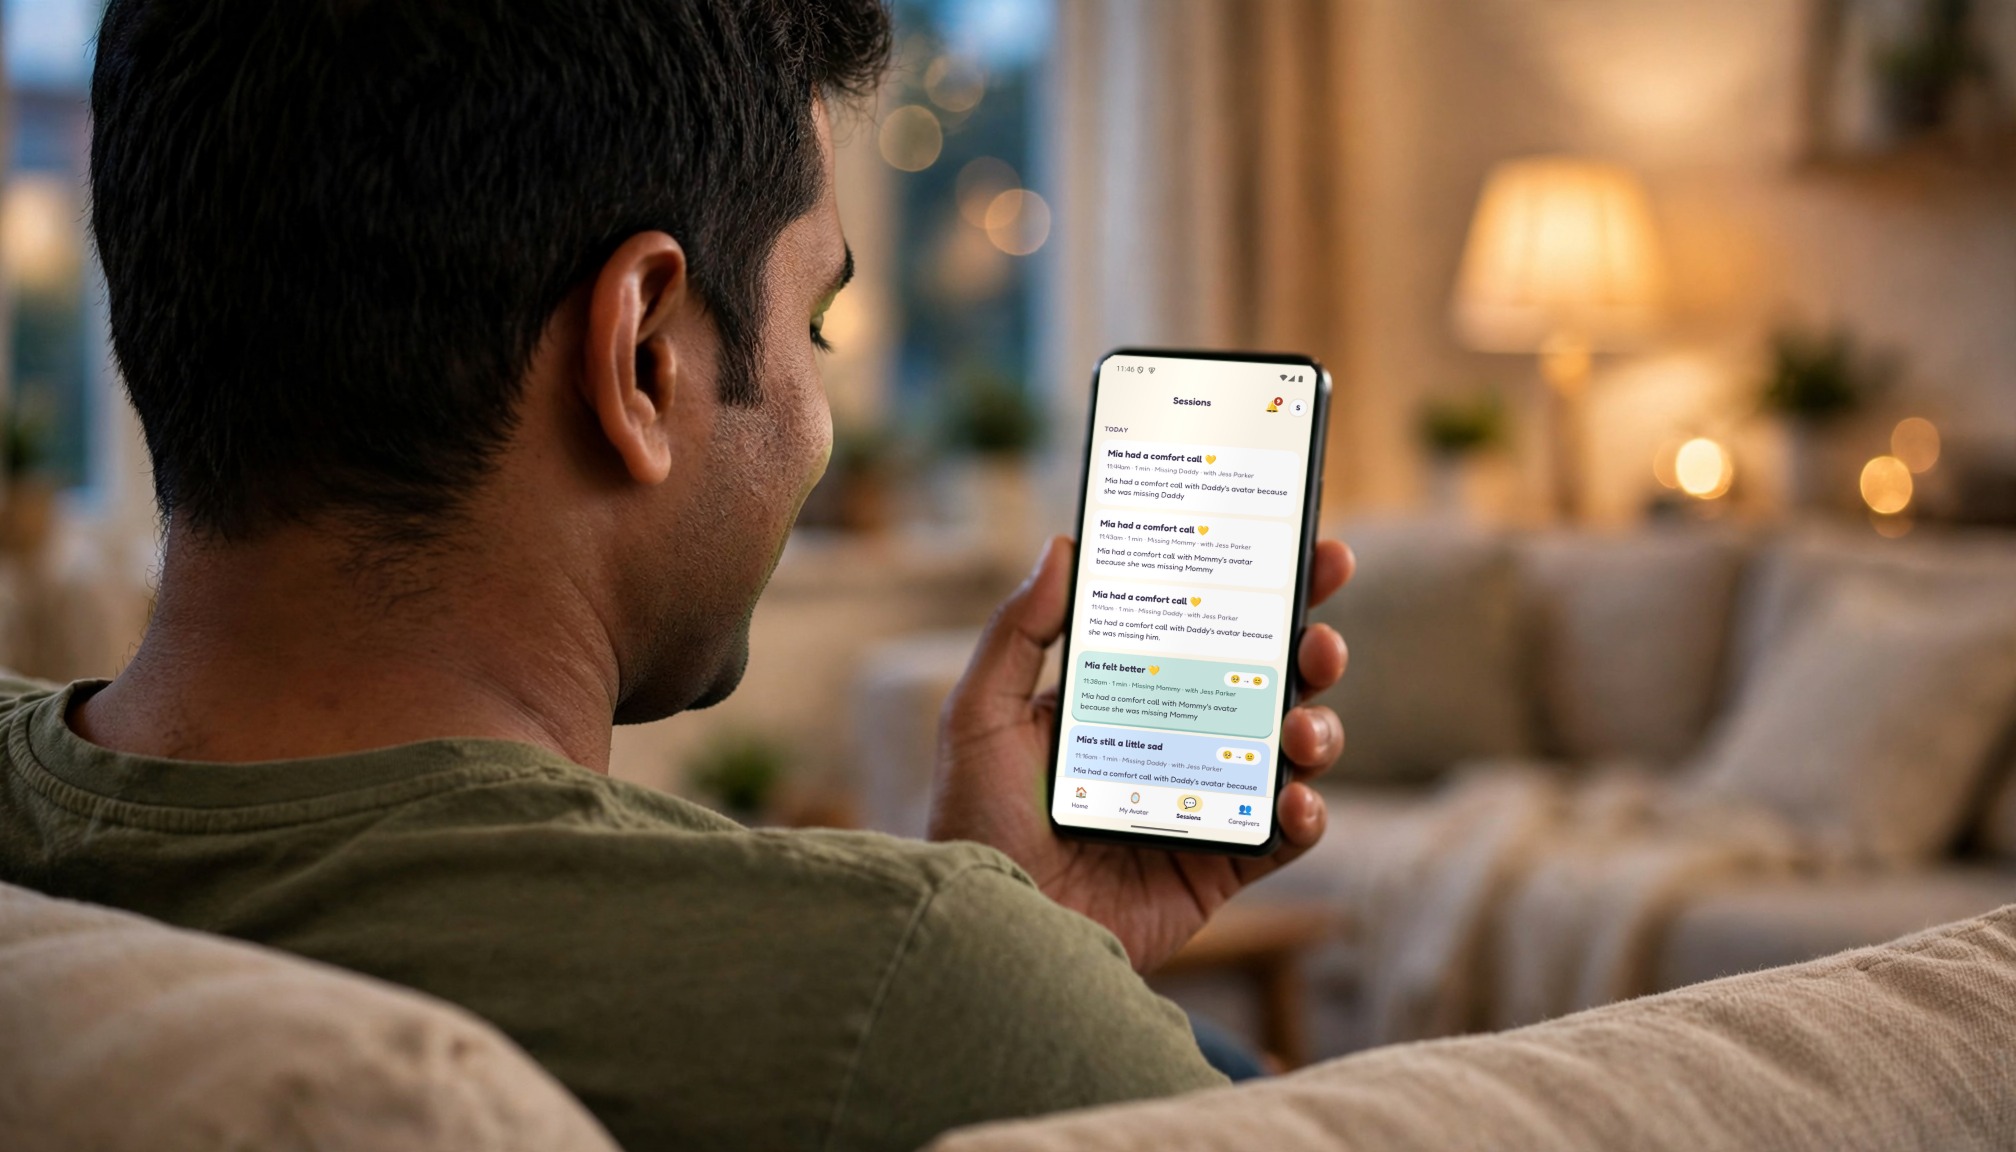 11:46
Sessions
9
S
TODAY
Mia had a comfort call 💛
11:44am · 1 min · Missing Daddy · with Jess Parker
Mia had a comfort call with Daddy's avatar because
she was missing Daddy
Mia had a comfort call 💛
11:43am · 1 min · Missing Mommy · with Jess Parker
Mia had a comfort call with Mommy's avatar
because she was missing Mommy
Mia had a comfort call 💛
11:41am · 1 min · Missing Daddy · with Jess Parker
Mia had a comfort call with Daddy's avatar because
she was missing him.
Mia felt better 💛
11:38am · 1 min · Missing Mommy · with Jess Parker
Mia had a comfort call with Mommy's avatar
because she was missing Mommy
Mia's still a little sad
11:16am · 1 min · Missing Daddy · with Jess Parker
Mia had a comfort call with Daddy's avatar because
Home
My Avatar
Sessions
Caregivers